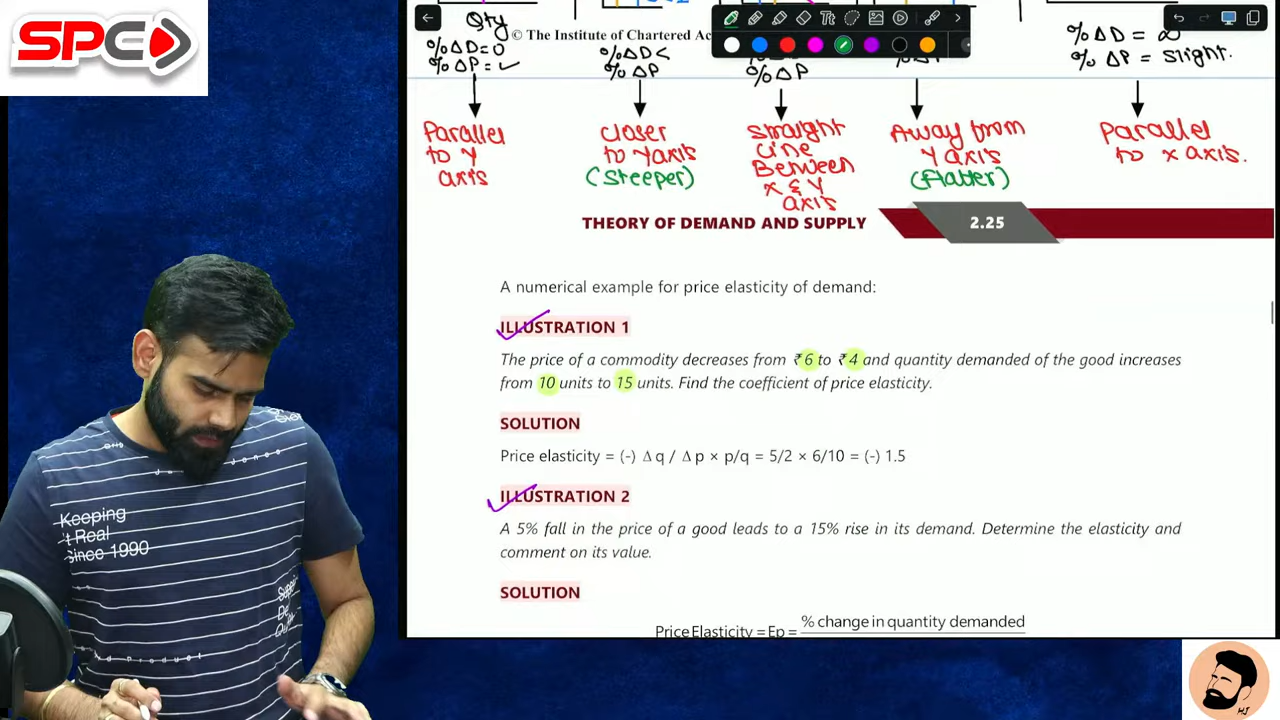 SPC
Qty
%ΔD=0
%ΔP=✓
© The Institute of Chartered Ac
%ΔD<
%ΔP
%ΔP
%ΔD = ∞
%ΔP = Slight.
Parallel
to Y
axis
Closer
to Y axis
(Steeper)
Straight
Line
Between
X & Y
axis
Away from
Y axis
(Flatter)
Parallel
to x axis.
THEORY OF DEMAND AND SUPPLY 2.25
A numerical example for price elasticity of demand:
ILLUSTRATION 1
The price of a commodity decreases from ₹ 6 to ₹ 4 and quantity demanded of the good increases
from 10 units to 15 units. Find the coefficient of price elasticity.
SOLUTION
Price elasticity = (-) Δ q / Δ p × p/q = 5/2 × 6/10 = (-) 1.5
ILLUSTRATION 2
A 5% fall in the price of a good leads to a 15% rise in its demand. Determine the elasticity and
comment on its value.
SOLUTION
Price Elasticity = Ep = % change in quantity demanded
Keeping
't Real
Since 1990
HJ